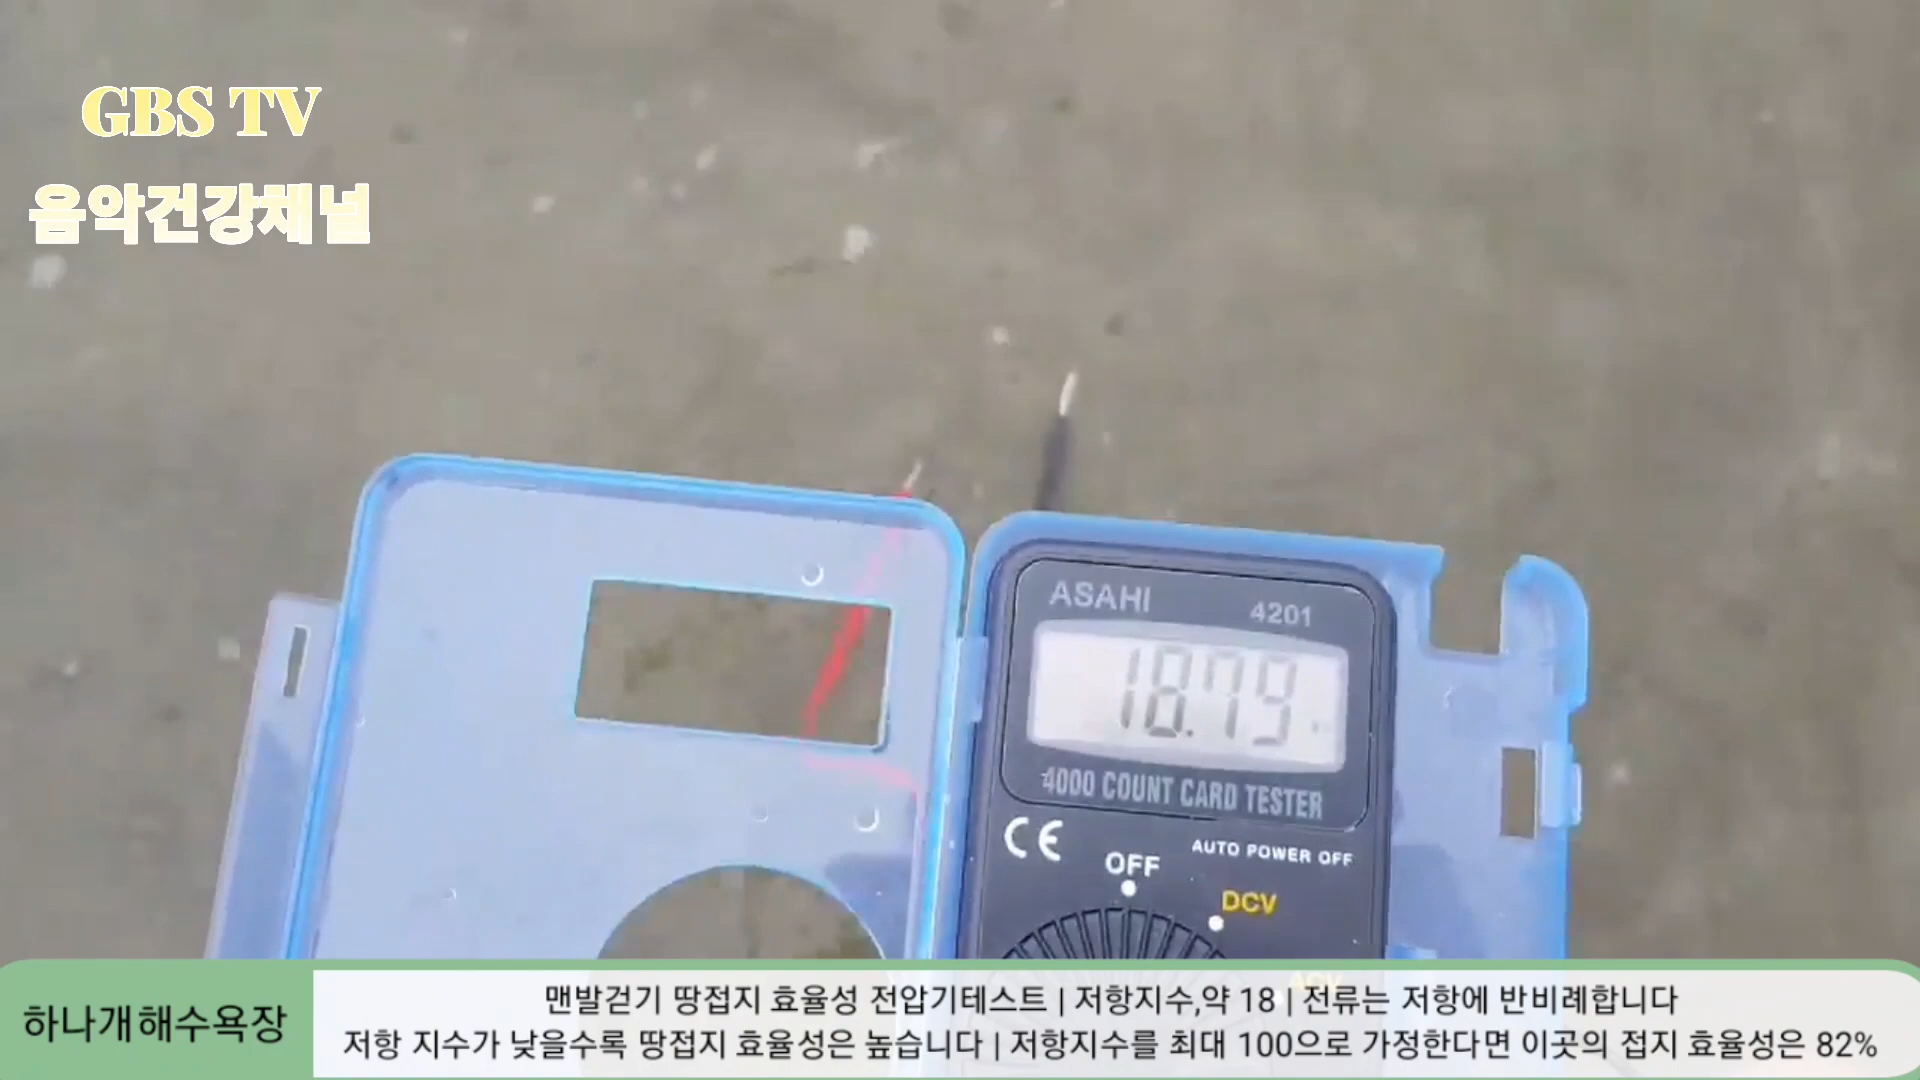 GBS TV
음악건강채널
ASAHI 4201
18.79
4000 COUNT CARD TESTER
CE
AUTO POWER OFF
OFF
DCV
ACV
하나개해수욕장
맨발걷기 땅접지 효율성 전압기테스트 | 저항지수,약 18 | 전류는 저항에 반비례합니다
저항 지수가 낮을수록 땅접지 효율성은 높습니다 | 저항지수를 최대 100으로 가정한다면 이곳의 접지 효율성은 82%